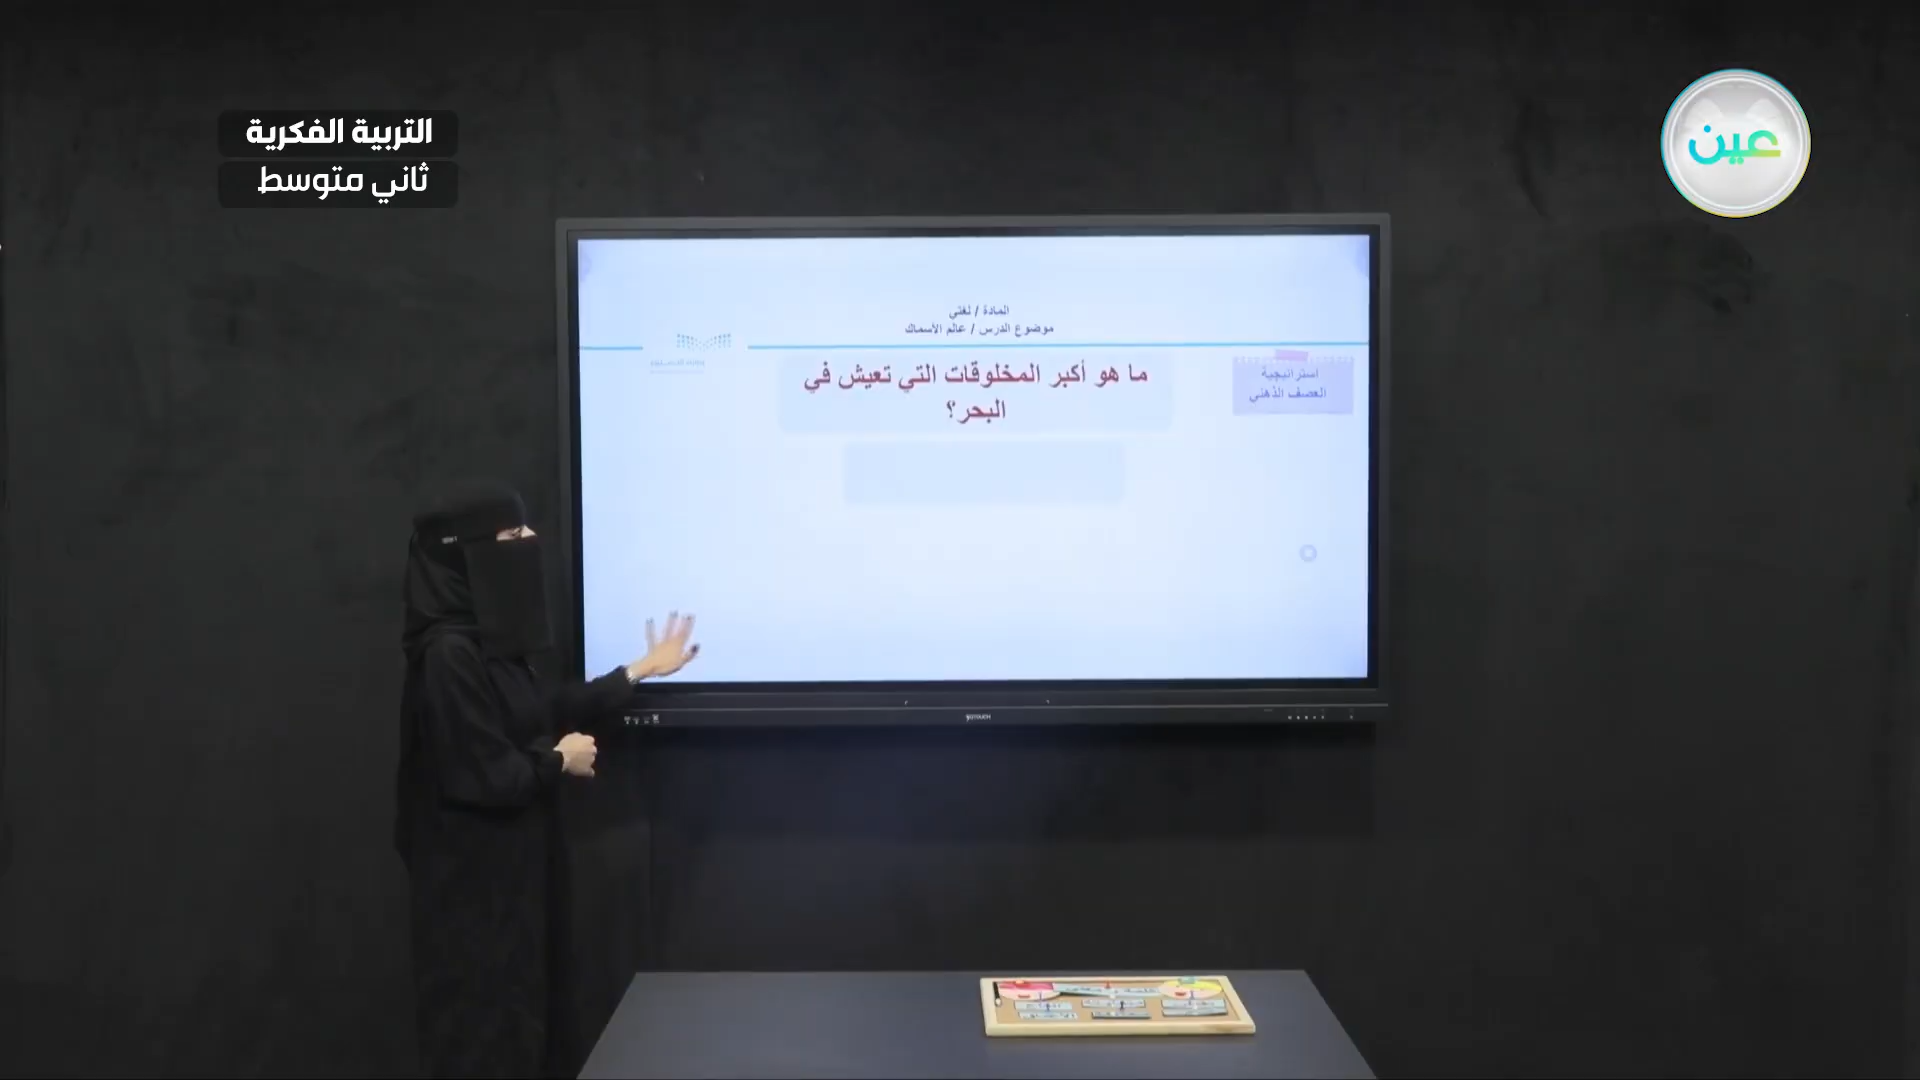 التربية الفكرية
ثاني متوسط
عين
المادة / لغتي
موضوع الدرس / عالم الأسماك
استراتيجية
العصف الذهني
ما هو أكبر المخلوقات التي تعيش في
البحر؟